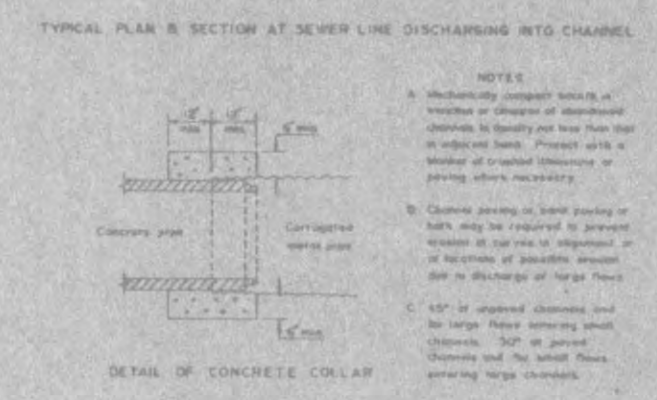 TYPICAL PLAN & SECTION AT SEWER LINE DISCHARGING INTO CHANNEL
NOTES
12" 12"
min. min.
6" min.
Concrete pipe
Corrugated
metal pipe
6" min.
DETAIL OF CONCRETE COLLAR
A. Mechanically compact backfill in
trenches or of abandoned
channels to density not less than that
in adjacent bank. Protect with a
blanket of crushed limestone or
paving where necessary.
B. Channel paving or bank paving or
both may be required to prevent
erosion at curves in alignment or
at locations of possible erosion
due to discharge of large flows.
C. 45° at unpaved channels and
for large flows entering small
channels. 30° at paved
channels and for small flows
entering large channels.